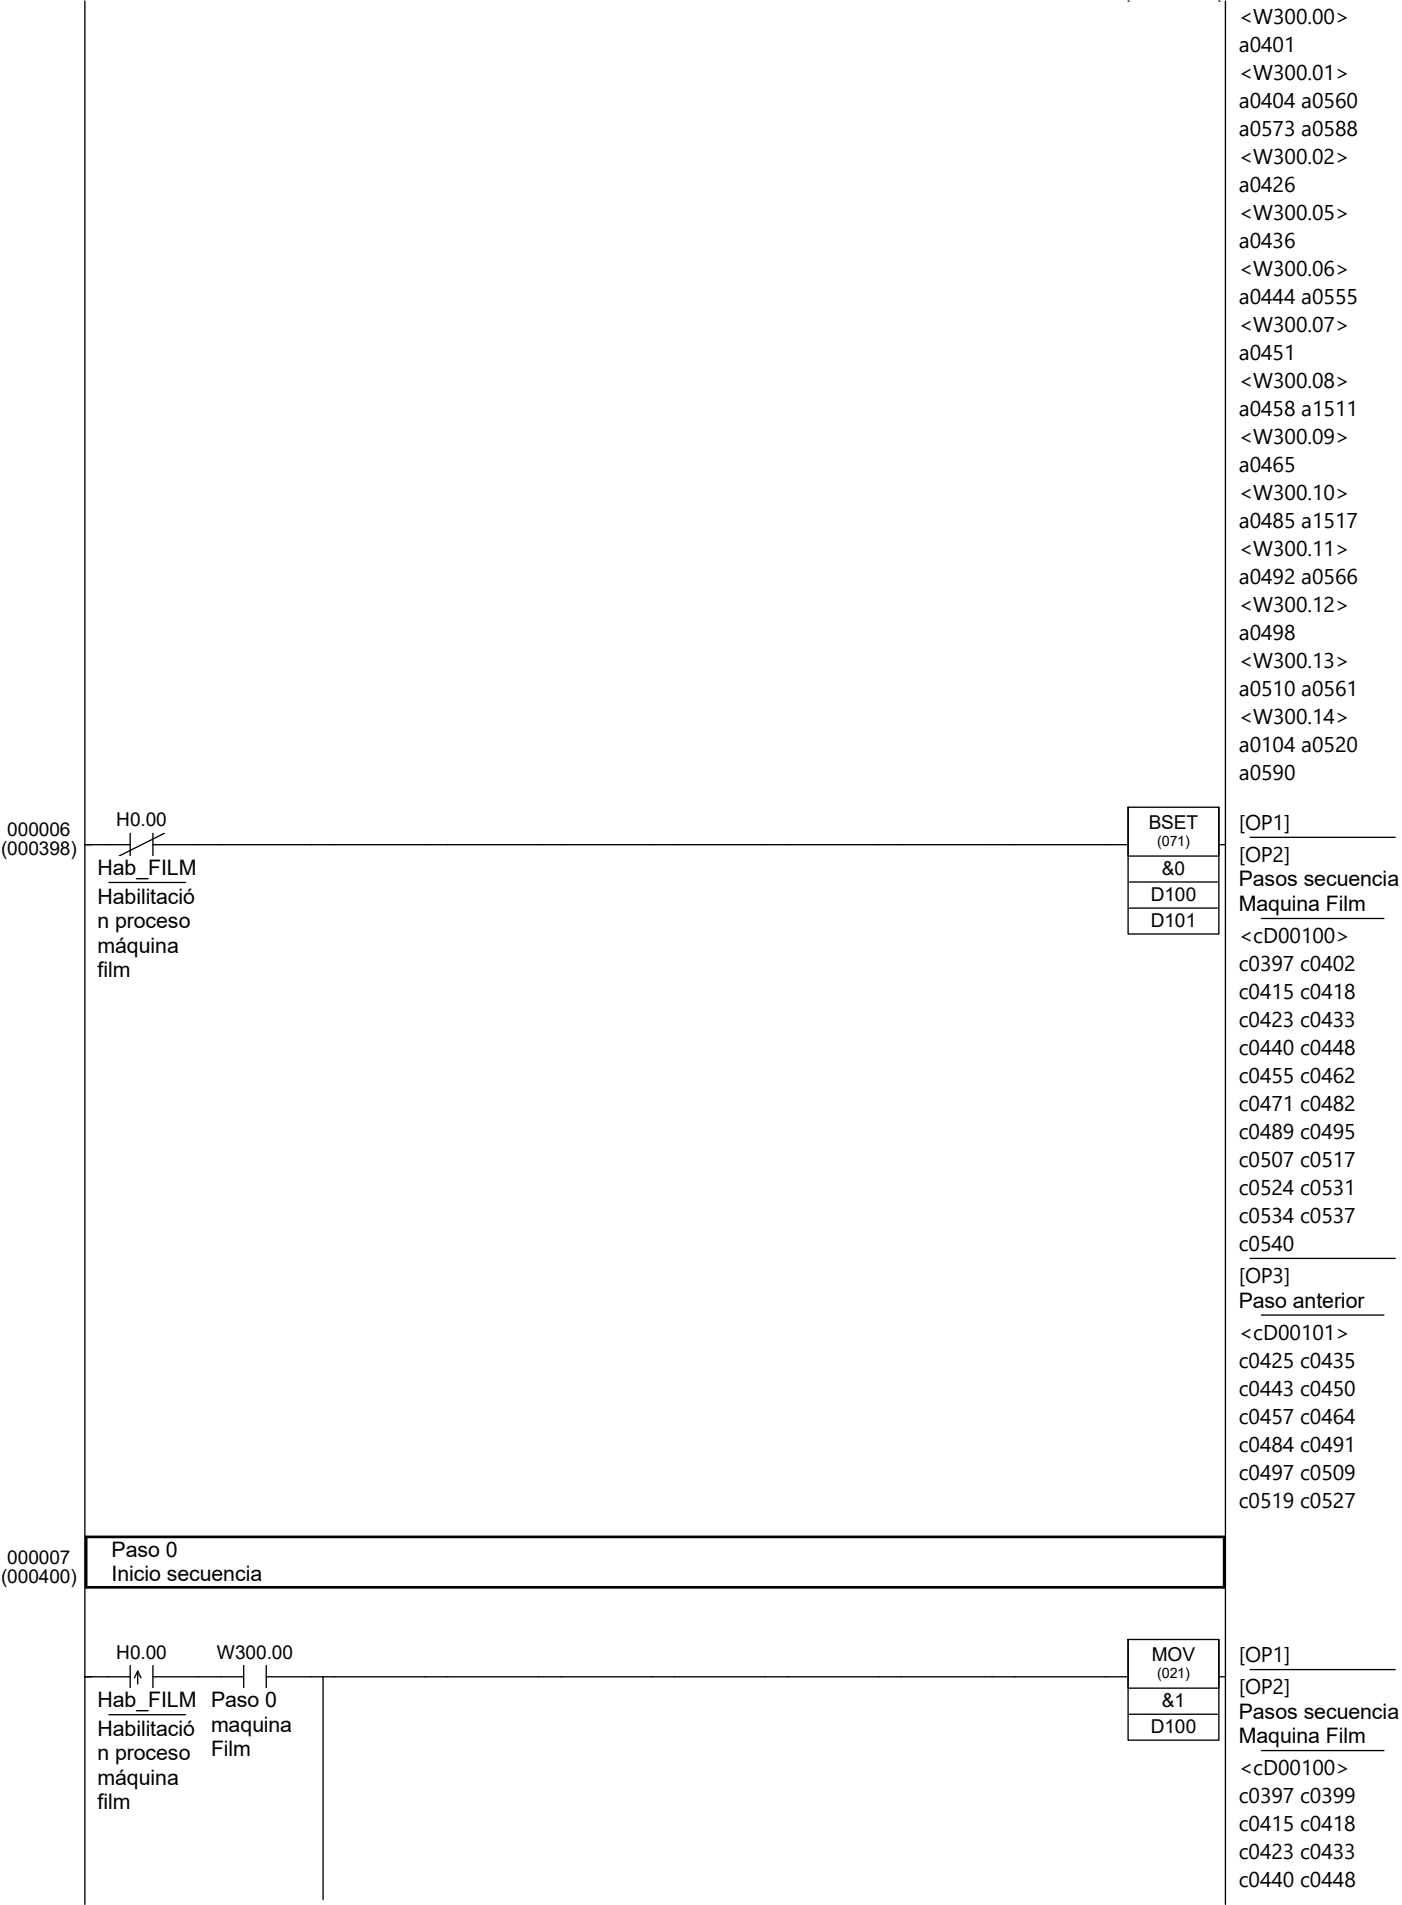 <W300.00>
a0401
<W300.01>
a0404 a0560
a0573 a0588
<W300.02>
a0426
<W300.05>
a0436
<W300.06>
a0444 a0555
<W300.07>
a0451
<W300.08>
a0458 a1511
<W300.09>
a0465
<W300.10>
a0485 a1517
<W300.11>
a0492 a0566
<W300.12>
a0498
<W300.13>
a0510 a0561
<W300.14>
a0104 a0520
a0590
000006
(000398)
H0.00
Hab_FILM
Habilitació
n proceso
máquina
film
BSET
(071)
&0
D100
D101
[OP1]
[OP2]
Pasos secuencia
Maquina Film
<cD00100>
c0397 c0402
c0415 c0418
c0423 c0433
c0440 c0448
c0455 c0462
c0471 c0482
c0489 c0495
c0507 c0517
c0524 c0531
c0534 c0537
c0540
[OP3]
Paso anterior
<cD00101>
c0425 c0435
c0443 c0450
c0457 c0464
c0484 c0491
c0497 c0509
c0519 c0527
000007
(000400)
Paso 0
Inicio secuencia
H0.00
Hab_FILM
Habilitació
n proceso
máquina
film
W300.00
Paso 0
maquina
Film
MOV
(021)
&1
D100
[OP1]
[OP2]
Pasos secuencia
Maquina Film
<cD00100>
c0397 c0399
c0415 c0418
c0423 c0433
c0440 c0448